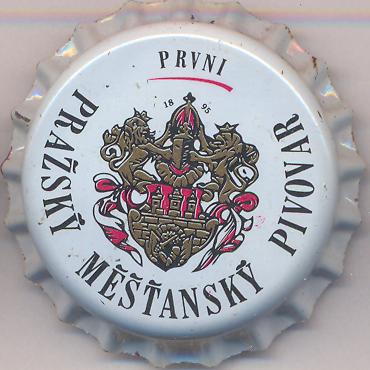 PRVNI
18 95
PRAŽSKÝ MĚŠŤANSKÝ PIVOVAR